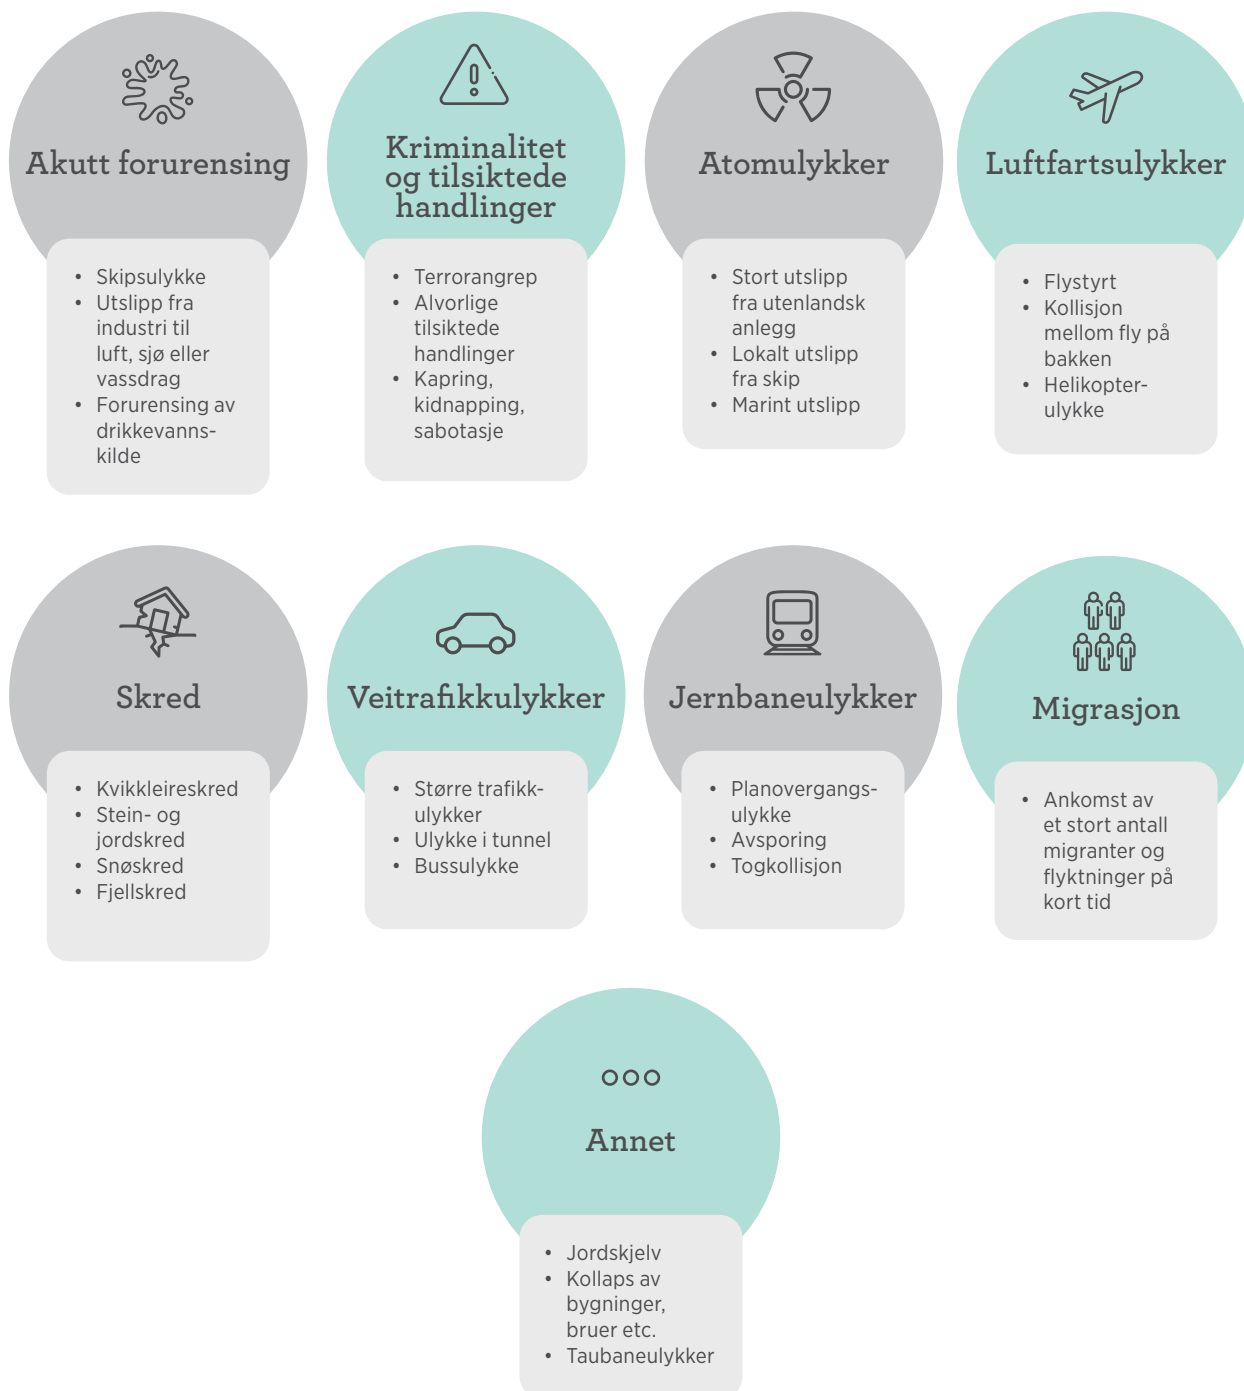 Akutt forurensing
• Skipsulykke
• Utslipp fra
industri til
luft, sjø eller
vassdrag
• Forurensing av
drikkevanns-
kilde
Kriminalitet
og tilsiktede
handlinger
• Terrorangrep
• Alvorlige
tilsiktede
handlinger
• Kapring,
kidnapping,
sabotasje
Atomulykker
• Stort utslipp
fra utenlandsk
anlegg
• Lokalt utslipp
fra skip
• Marint utslipp
Luftfartsulykker
• Flystyrt
• Kollisjon
mellom fly på
bakken
• Helikopter-
ulykke
Skred
• Kvikkleireskred
• Stein- og
jordskred
• Snøskred
• Fjellskred
Veitrafikkulykker
• Større trafikk-
ulykker
• Ulykke i tunnel
• Bussulykke
Jernbaneulykker
• Planovergangs-
ulykke
• Avsporing
• Togkollisjon
Migrasjon
• Ankomst av
et stort antall
migranter og
flyktninger på
kort tid
Annet
• Jordskjelv
• Kollaps av
bygninger,
bruer etc.
• Taubaneulykker